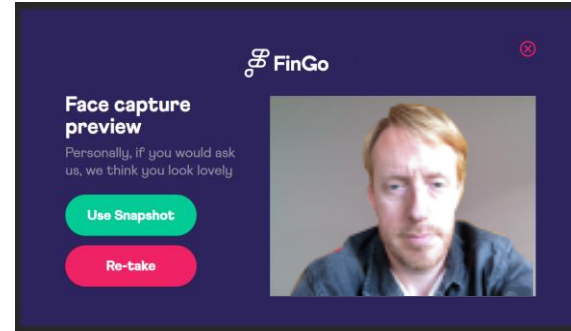 FinGo
Face capture
preview
Personally, if you would ask
us, we think you look lovely
Use Snapshot
Re-take